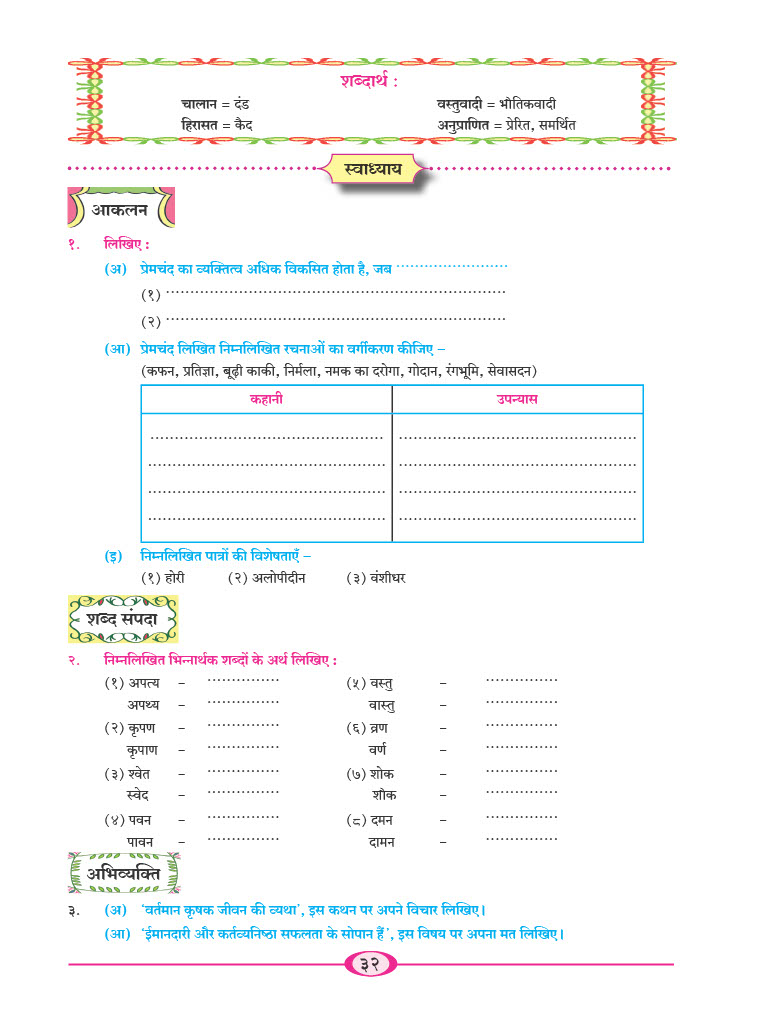 शब्दार्थ :
चालान = दंड वस्तुवादी = भौतिकवादी
हिरासत = कैद अनुप्राणित = प्रेरित, समर्थित
स्वाध्याय
आकलन
१. लिखिए :
(अ) प्रेमचंद का व्यक्तित्व अधिक विकसित होता है, जब ........................
(१) ........................................................................
(२) ........................................................................
(आ) प्रेमचंद लिखित निम्नलिखित रचनाओं का वर्गीकरण कीजिए –
(कफन, प्रतिज्ञा, बूढ़ी काकी, निर्मला, नमक का दरोगा, गोदान, रंगभूमि, सेवासदन)
कहानी उपन्यास
.................................................. ..................................................
.................................................. ..................................................
.................................................. ..................................................
.................................................. ..................................................
(इ) निम्नलिखित पात्रों की विशेषताएँ –
(१) होरी (२) अलोपीदीन (३) वंशीधर
शब्द संपदा
२. निम्नलिखित भिन्नार्थक शब्दों के अर्थ लिखिए :
(१) अपत्य – ............... (५) वस्तु – ...............
अपथ्य – ............... वास्तु – ...............
(२) कृपण – ............... (६) व्रण – ...............
कृपाण – ............... वर्ण – ...............
(३) श्वेत – ............... (७) शोक – ...............
स्वेद – ............... शौक – ...............
(४) पवन – ............... (८) दमन – ...............
पावन – ............... दामन – ...............
अभिव्यक्ति
३. (अ) ‘वर्तमान कृषक जीवन की व्यथा’, इस कथन पर अपने विचार लिखिए।
(आ) ‘ईमानदारी और कर्तव्यनिष्ठा सफलता के सोपान हैं’, इस विषय पर अपना मत लिखिए।
३२